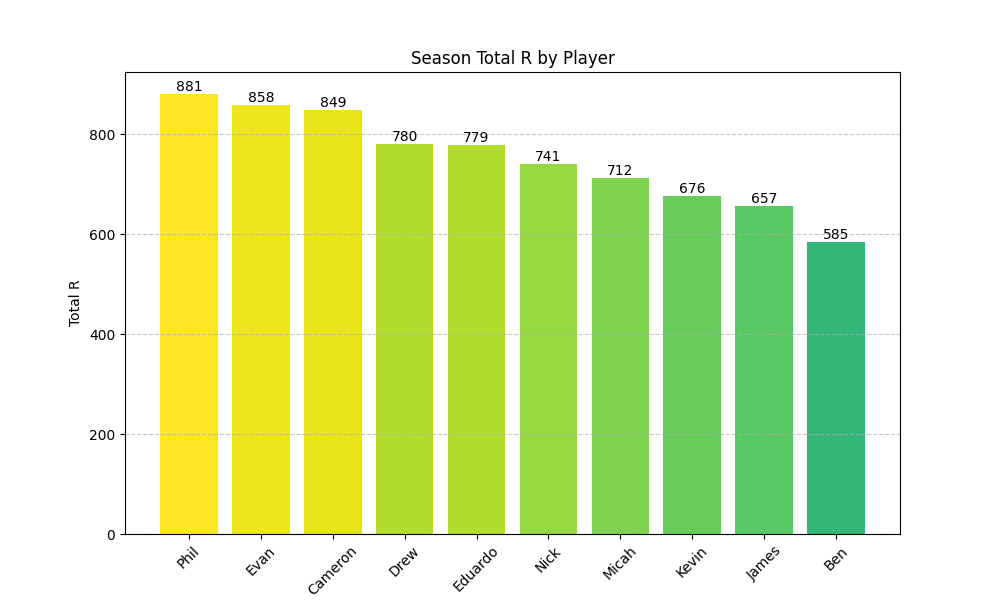 Season Total R by Player
Total R
800
600
400
200
0
881
858
849
780
779
741
712
676
657
585
Phil
Evan
Cameron
Drew
Eduardo
Nick
Micah
Kevin
James
Ben